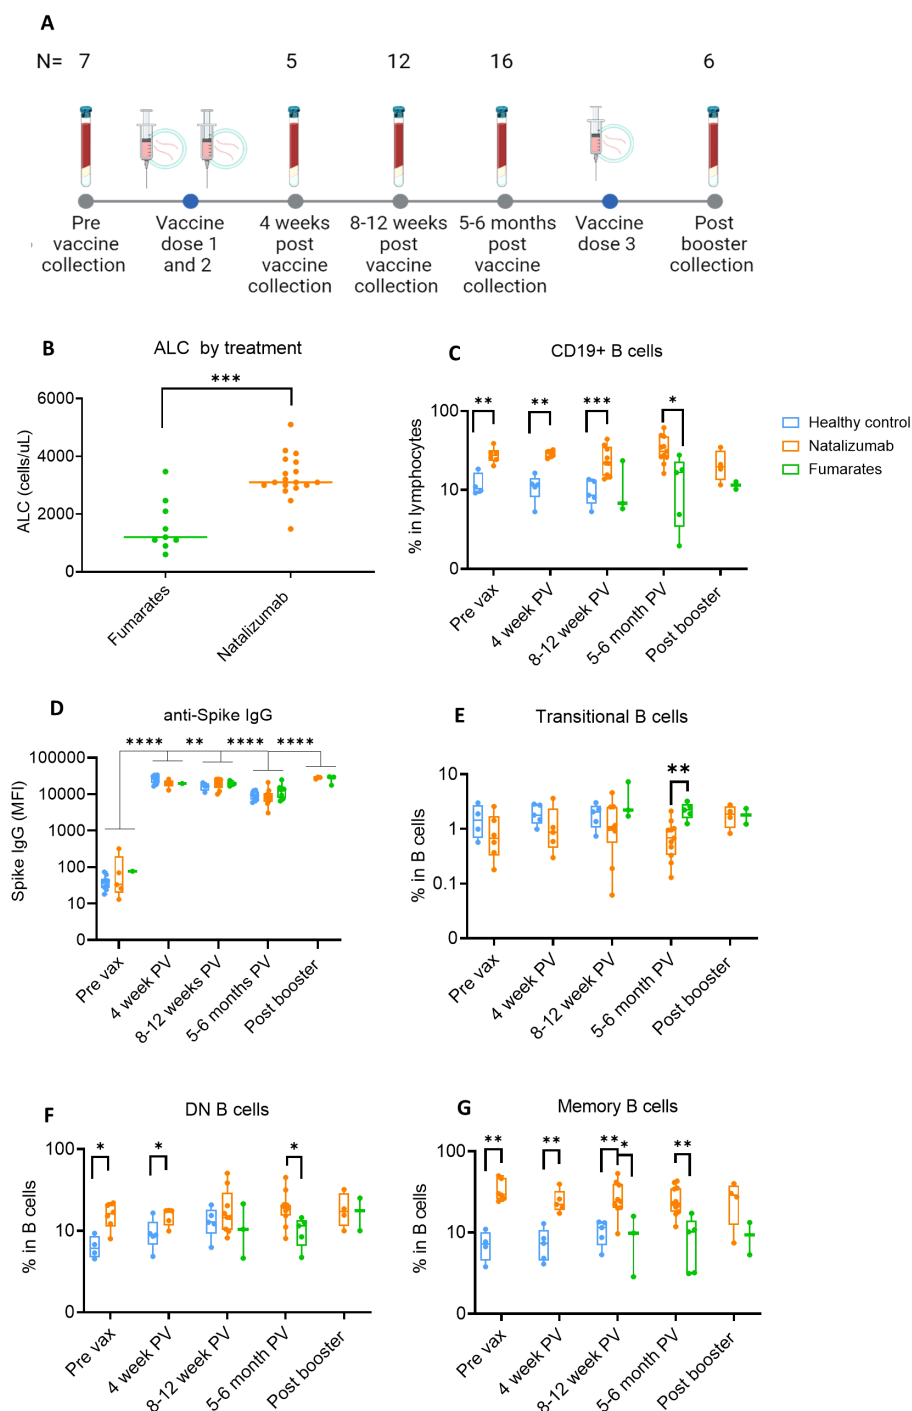 A
N= 7 5 12 16 6
Pre vaccine collection
Vaccine dose 1 and 2
4 weeks post vaccine collection
8-12 weeks post vaccine collection
5-6 months post vaccine collection
Vaccine dose 3
Post booster collection
B
ALC by treatment
***
ALC (cells/uL)
6000
4000
2000
0
Fumarates
Natalizumab
C
CD19+ B cells
** ** *** *
% in lymphocytes
100
10
0
Pre vax
4 week PV
8-12 week PV
5-6 month PV
Post booster
Healthy control
Natalizumab
Fumarates
D
anti-Spike IgG
**** ** **** ****
Spike IgG (MFI)
100000
10000
1000
100
10
0
Pre vax
4 week PV
8-12 weeks PV
5-6 months PV
Post booster
E
Transitional B cells
**
% in B cells
10
1
0.1
0
Pre vax
4 week PV
8-12 week PV
5-6 month PV
Post booster
F
DN B cells
* * *
% in B cells
100
10
0
Pre vax
4 week PV
8-12 week PV
5-6 month PV
Post booster
G
Memory B cells
** ** ** * **
% in B cells
100
10
0
Pre vax
4 week PV
8-12 week PV
5-6 month PV
Post booster